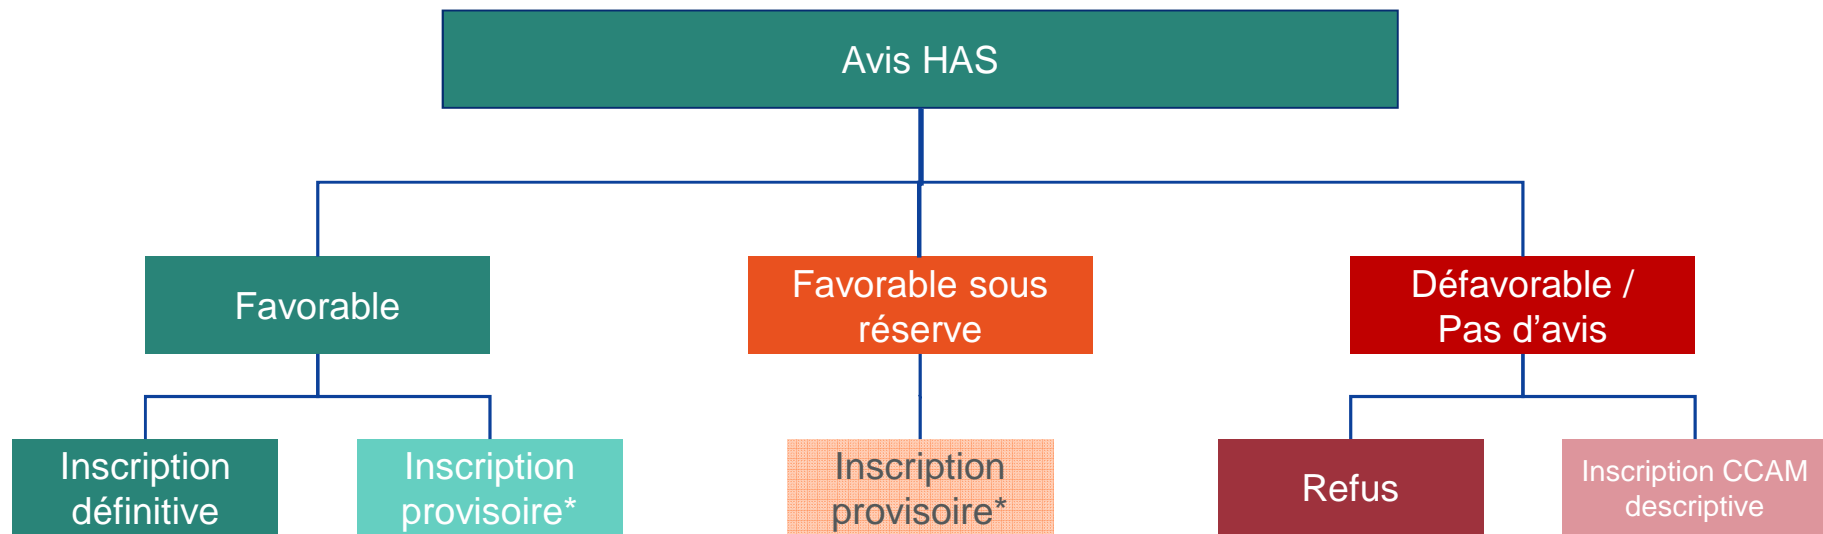 Avis HAS
Favorable
Favorable sous
réserve
Défavorable /
Pas d’avis
Inscription
définitive
Inscription
provisoire*
Inscription
provisoire*
Refus
Inscription CCAM
descriptive